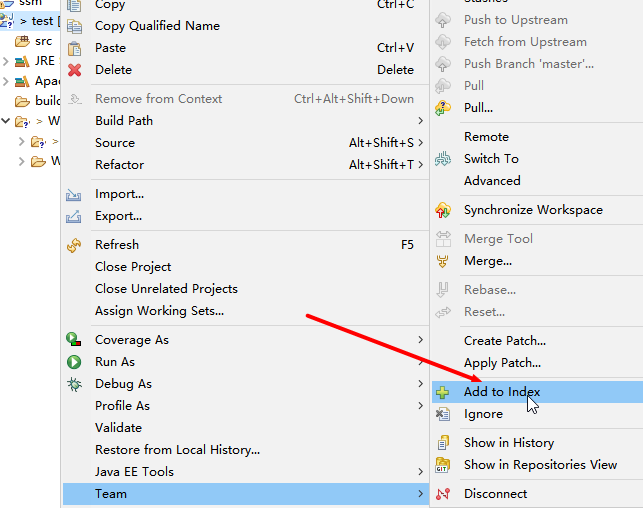 ssm
> test [
src
JRE
Apa
build
> W
>
W
Copy Ctrl+C
Copy Qualified Name
Paste Ctrl+V
Delete Delete
Remove from Context Ctrl+Alt+Shift+Down
Build Path
Source Alt+Shift+S
Refactor Alt+Shift+T
Import...
Export...
Refresh F5
Close Project
Close Unrelated Projects
Assign Working Sets...
Coverage As
Run As
Debug As
Profile As
Validate
Restore from Local History...
Java EE Tools
Team
Push to Upstream
Fetch from Upstream
Push Branch 'master'...
Pull
Pull...
Remote
Switch To
Advanced
Synchronize Workspace
Merge Tool
Merge...
Rebase...
Reset...
Create Patch...
Apply Patch...
Add to Index
Ignore
Show in History
Show in Repositories View
GIT
Disconnect